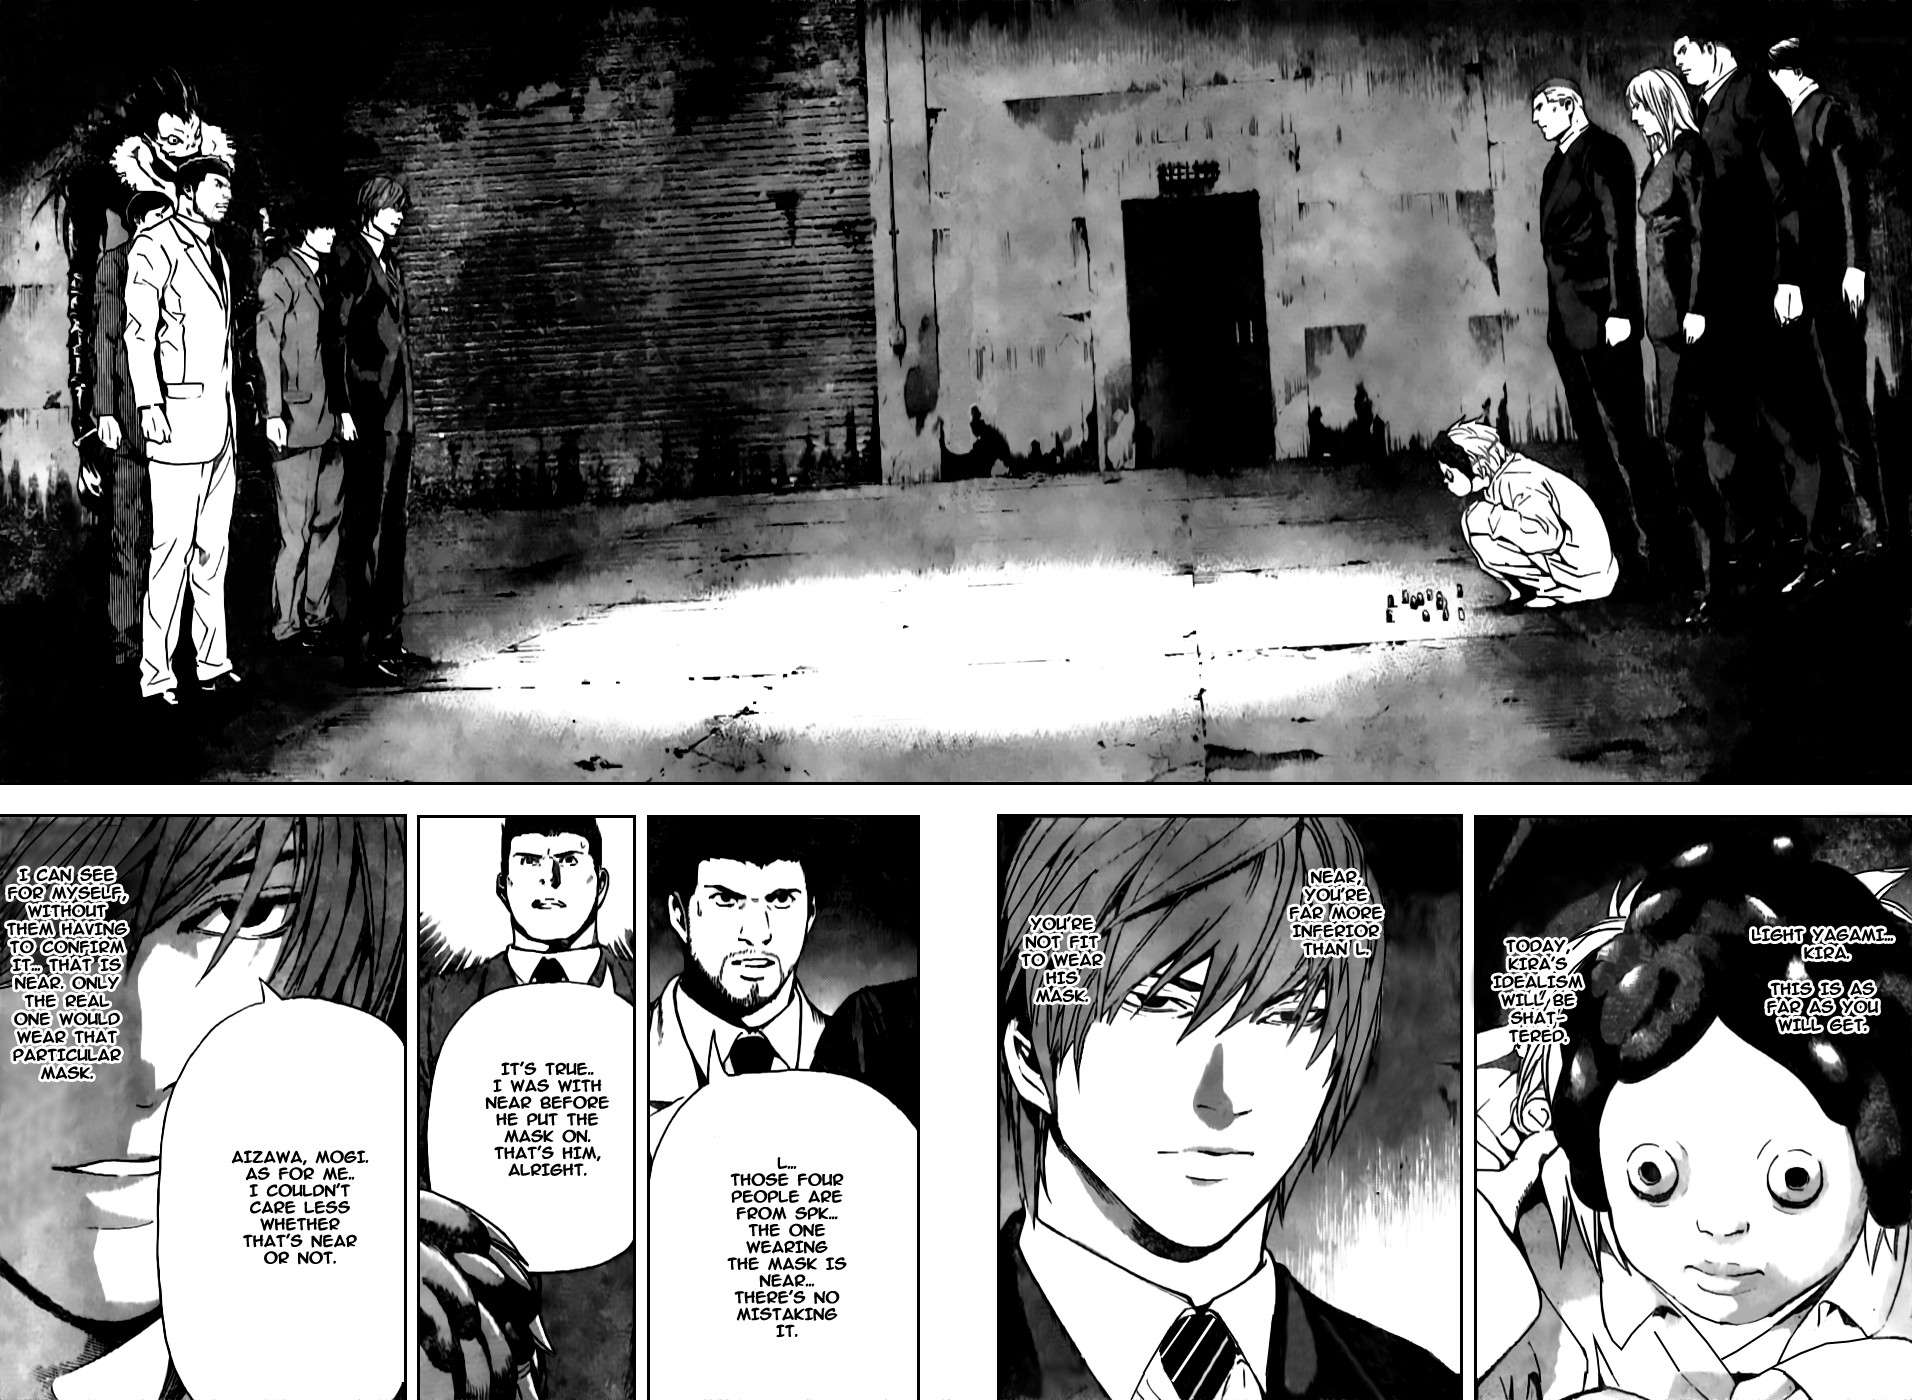 LIGHT YAGAMI...
KIRA.
THIS IS AS
FAR AS YOU
WILL GET.
TODAY,
KIRA'S
IDEALISM
WILL BE
SHAT-
TERED.
NEAR,
YOU'RE
FAR MORE
INFERIOR
THAN L.
YOU'RE
NOT FIT
TO WEAR
HIS
MASK.
L...
THOSE FOUR
PEOPLE ARE
FROM SPK...
THE ONE
WEARING
THE MASK IS
NEAR...
THERE'S NO
MISTAKING
IT.
IT'S TRUE..
I WAS WITH
NEAR BEFORE
HE PUT THE
MASK ON.
THAT'S HIM,
ALRIGHT.
I CAN SEE
FOR MYSELF,
WITHOUT
THEM HAVING
TO CONFIRM
IT... THAT IS
NEAR. ONLY
THE REAL
ONE WOULD
WEAR THAT
PARTICULAR
MASK.
AIZAWA, MOGI.
AS FOR ME..
I COULDN'T
CARE LESS
WHETHER
THAT'S NEAR
OR NOT.